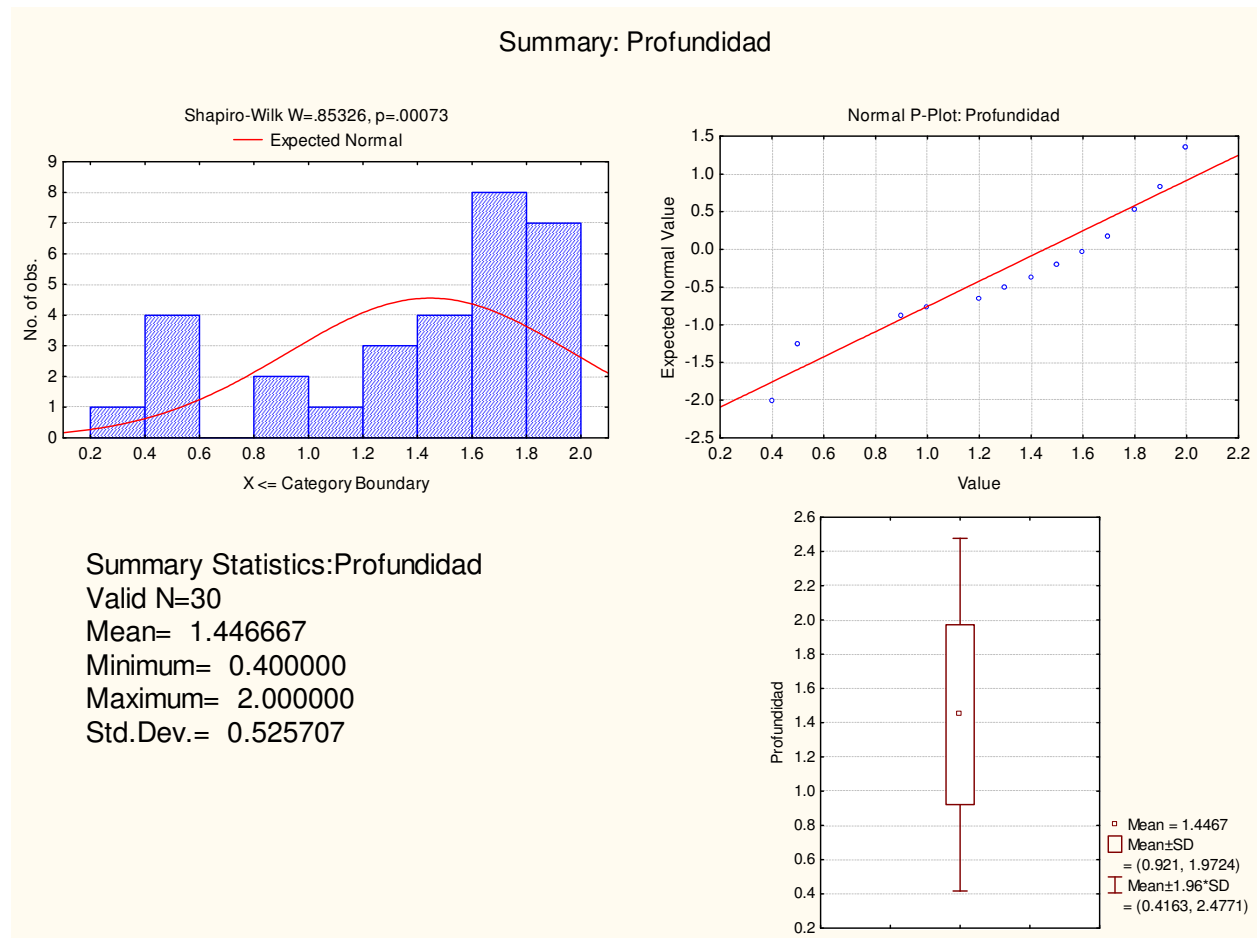 Summary: Profundidad
Shapiro-Wilk W=.85326, p=.00073
Expected Normal
9
8
7
6
5
4
3
2
1
0
No. of obs.
0.2 0.4 0.6 0.8 1.0 1.2 1.4 1.6 1.8 2.0
X <= Category Boundary
Normal P-Plot: Profundidad
1.5
1.0
0.5
0.0
-0.5
-1.0
-1.5
-2.0
-2.5
Expected Normal Value
0.2 0.4 0.6 0.8 1.0 1.2 1.4 1.6 1.8 2.0 2.2
Value
Summary Statistics:Profundidad
Valid N=30
Mean= 1.446667
Minimum= 0.400000
Maximum= 2.000000
Std.Dev.= 0.525707
2.6
2.4
2.2
2.0
1.8
1.6
1.4
1.2
1.0
0.8
0.6
0.4
0.2
Profundidad
Mean = 1.4467
Mean±SD
= (0.921, 1.9724)
Mean±1.96*SD
= (0.4163, 2.4771)